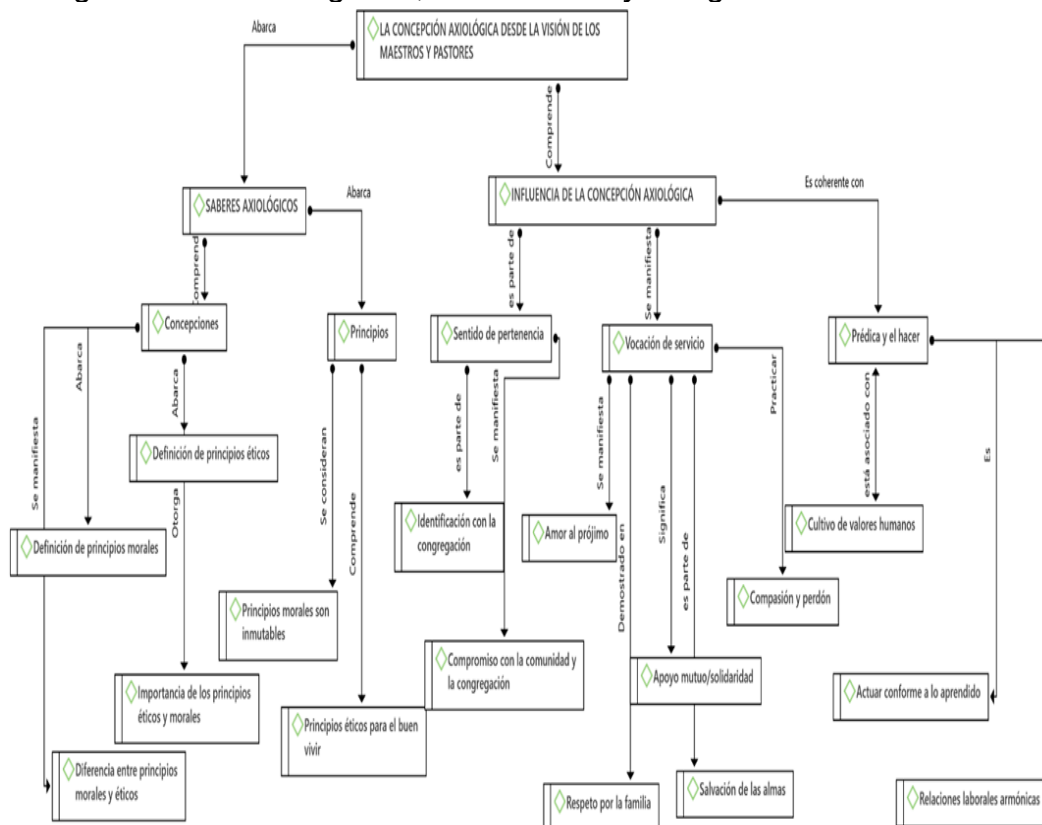 Abarca
LA CONCEPCIÓN AXIOLÓGICA DESDE LA VISIÓN DE LOS
MAESTROS Y PASTORES
Comprende
SABERES AXIOLÓGICOS
Abarca
INFLUENCIA DE LA CONCEPCIÓN AXIOLÓGICA
Es coherente con
Comprend
es parte de
Se manifiesta
Concepciones
Principios
Sentido de pertenencia
Vocación de servicio
Prédica y el hacer
Se manifiesta
Abarca
Abarca
Se consideran
Comprende
es parte de
Se manifiesta
Se manifiesta
Demostrado en
Significa
es parte de
Practicar
está asociado con
Es
Definición de principios éticos
Otorga
Definición de principios morales
Identificación con la
congregación
Amor al prójimo
Cultivo de valores humanos
Principios morales son
inmutables
Compasión y perdón
Compromiso con la comunidad y
la congregación
Apoyo mutuo/solidaridad
Actuar conforme a lo aprendido
Importancia de los principios
éticos y morales
Principios éticos para el buen
vivir
Diferencia entre principios
morales y éticos
Respeto por la familia
Salvación de las almas
Relaciones laborales armónicas